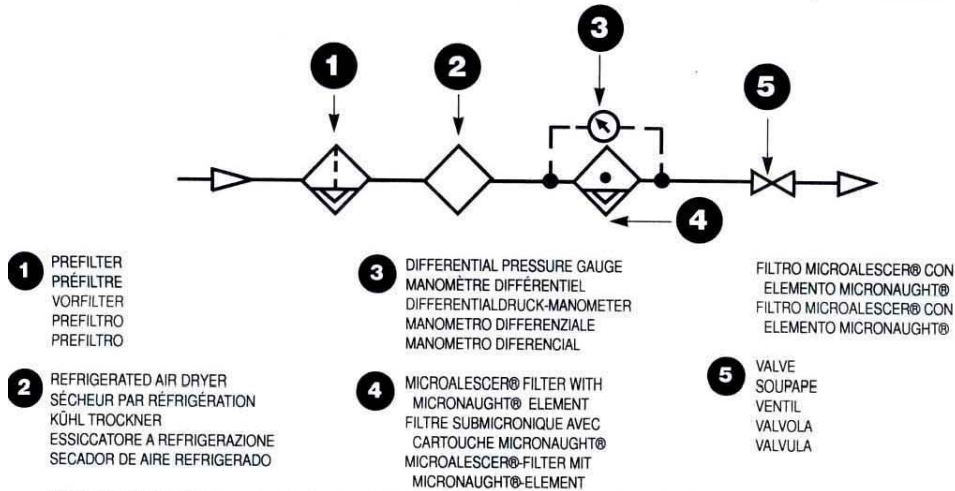 1
2
3
5
4
1
PREFILTER
PRÉFILTRE
VORFILTER
PREFILTRO
PREFILTRO
2
REFRIGERATED AIR DRYER
SÉCHEUR PAR RÉFRIGÉRATION
KÜHL TROCKNER
ESSICCATORE A REFRIGERAZIONE
SECADOR DE AIRE REFRIGERADO
3
DIFFERENTIAL PRESSURE GAUGE
MANOMÈTRE DIFFÉRENTIEL
DIFFERENTIALDRUCK-MANOMETER
MANOMETRO DIFFERENZIALE
MANOMETRO DIFERENCIAL
4
MICROALESCER® FILTER WITH
MICRONAUGHT® ELEMENT
FILTRE SUBMICRONIQUE AVEC
CARTOUCHE MICRONAUGHT®
MICROALESCER®-FILTER MIT
MICRONAUGHT®-ELEMENT
FILTRO MICROALESCER® CON
ELEMENTO MICRONAUGHT®
FILTRO MICROALESCER® CON
ELEMENTO MICRONAUGHT®
5
VALVE
SOUPAPE
VENTIL
VALVOLA
VALVULA